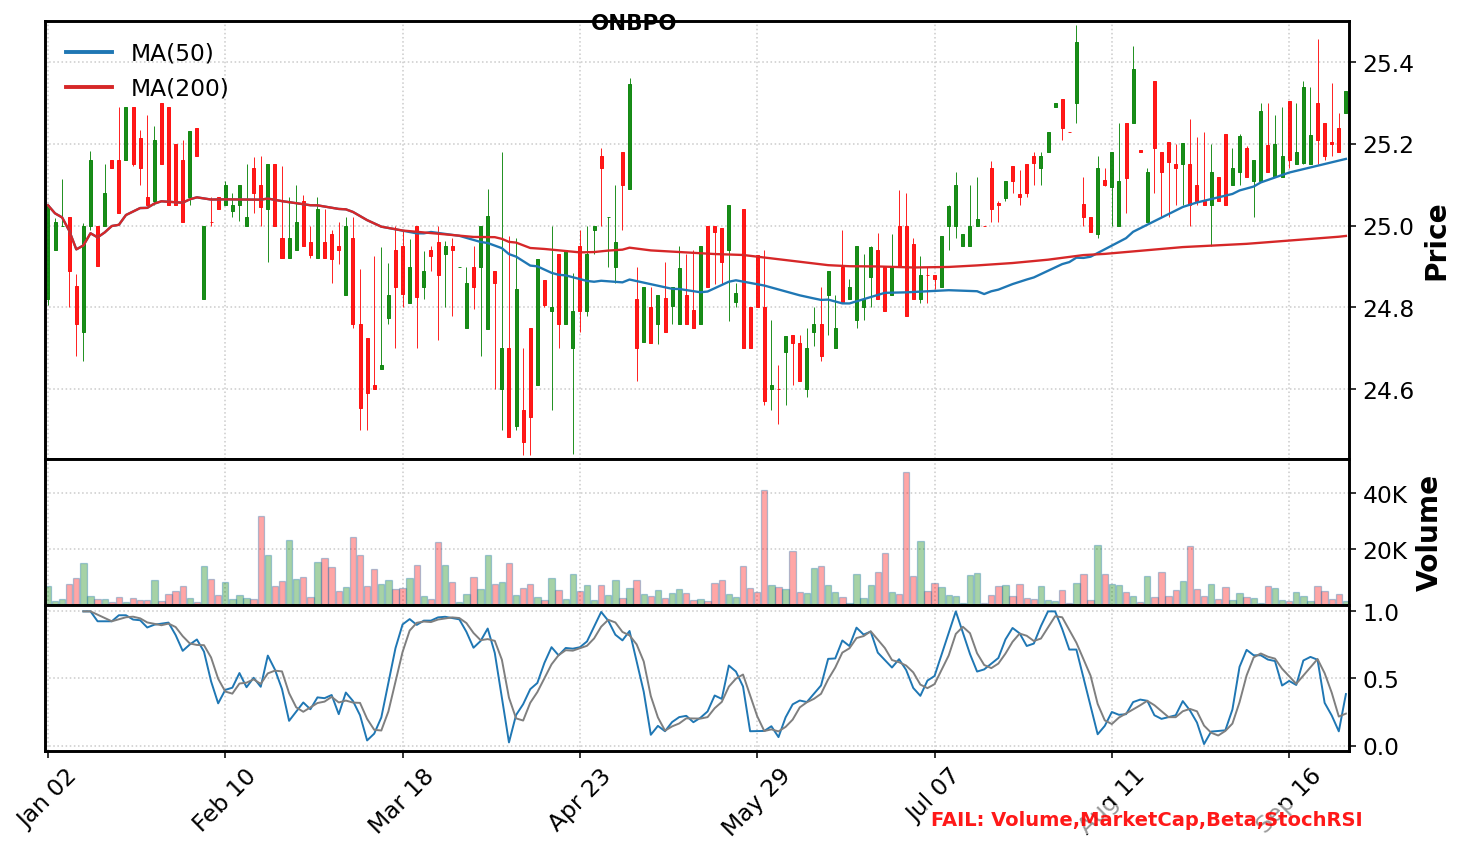 ONBPO
MA(50)
MA(200)
25.4
25.2
25.0
24.8
24.6
Price
40K
20K
Volume
1.0
0.5
0.0
Jan 02
Feb 10
Mar 18
Apr 23
May 29
Jul 07
Aug 11
Sep 16
FAIL: Volume,MarketCap,Beta,StochRSI